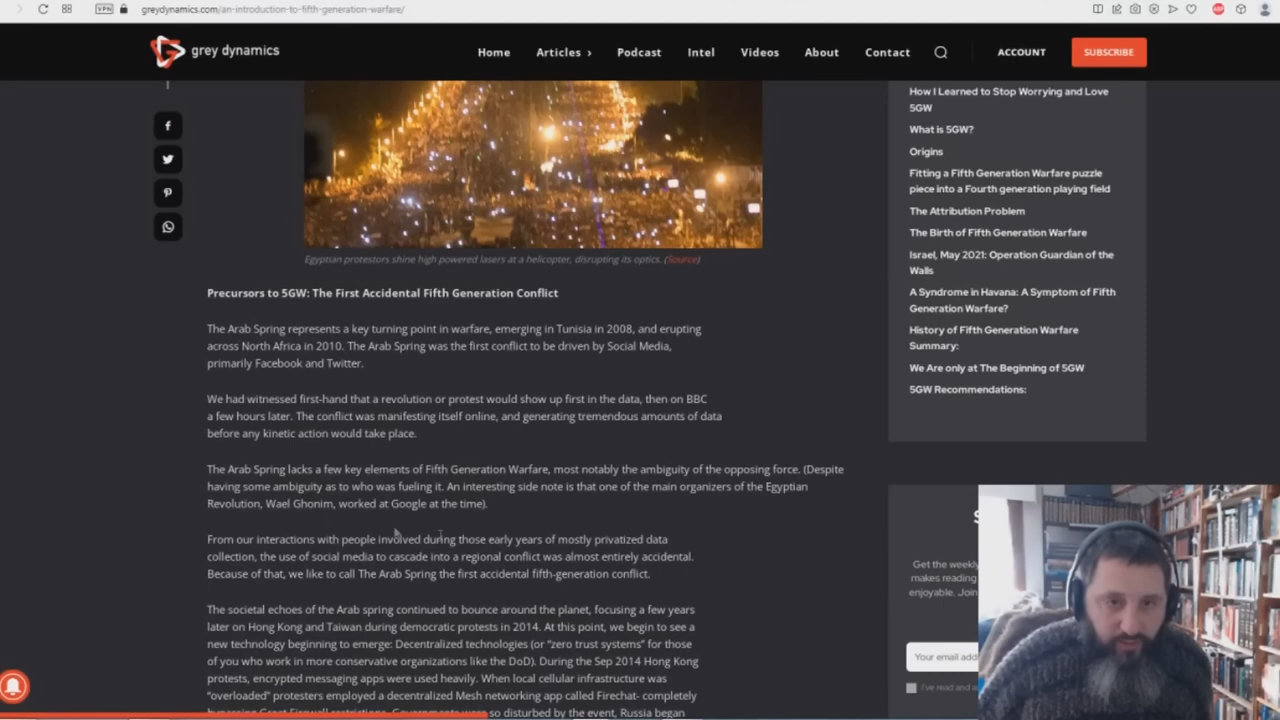 VPN greydynamics.com/an-introduction-to-fifth-generation-warfare/
grey dynamics
Home Articles Podcast Intel Videos About Contact ACCOUNT SUBSCRIBE
Egyptian protestors shine high powered lasers at a helicopter, disrupting its optics. (Source)
Precursors to 5GW: The First Accidental Fifth Generation Conflict
The Arab Spring represents a key turning point in warfare, emerging in Tunisia in 2008, and erupting
across North Africa in 2010. The Arab Spring was the first conflict to be driven by Social Media,
primarily Facebook and Twitter.
We had witnessed first-hand that a revolution or protest would show up first in the data, then on BBC
a few hours later. The conflict was manifesting itself online, and generating tremendous amounts of data
before any kinetic action would take place.
The Arab Spring lacks a few key elements of Fifth Generation Warfare, most notably the ambiguity of the opposing force. (Despite
having some ambiguity as to who was fueling it. An interesting side note is that one of the main organizers of the Egyptian
Revolution, Wael Ghonim, worked at Google at the time).
From our interactions with people involved during those early years of mostly privatized data
collection, the use of social media to cascade into a regional conflict was almost entirely accidental.
Because of that, we like to call The Arab Spring the first accidental fifth-generation conflict.
The societal echoes of the Arab spring continued to bounce around the planet, focusing a few years
later on Hong Kong and Taiwan during democratic protests in 2014. At this point, we begin to see a
new technology beginning to emerge: Decentralized technologies (or “zero trust systems” for those
of you who work in more conservative organizations like the DoD). During the Sep 2014 Hong Kong
protests, encrypted messaging apps were used heavily. When local cellular infrastructure was
“overloaded” protesters employed a decentralized Mesh networking app called Firechat- completely
bypassing Great Firewall restrictions. Governments were so disturbed by the event, Russia began
How I Learned to Stop Worrying and Love
5GW
What is 5GW?
Origins
Fitting a Fifth Generation Warfare puzzle
piece into a Fourth generation playing field
The Attribution Problem
The Birth of Fifth Generation Warfare
Israel, May 2021: Operation Guardian of the
Walls
A Syndrome in Havana: A Symptom of Fifth
Generation Warfare?
History of Fifth Generation Warfare
Summary:
We Are only at The Beginning of 5GW
5GW Recommendations:
S
Get the weekly
makes reading
enjoyable. Join
Your email add
I've read and a